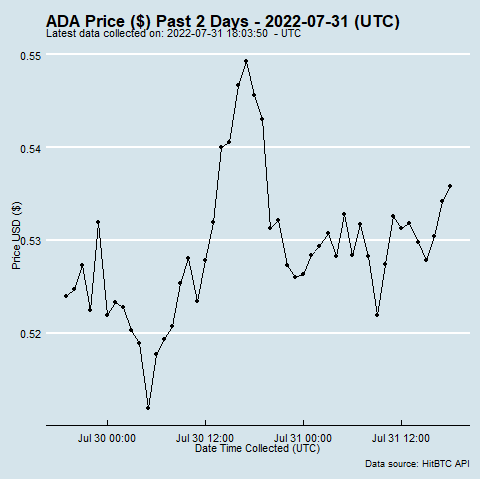 ADA Price ($) Past 2 Days - 2022-07-31 (UTC)
Latest data collected on: 2022-07-31 18:03:50 - UTC
0.55
0.54
0.53
0.52
Price USD ($)
Jul 30 00:00 Jul 30 12:00 Jul 31 00:00 Jul 31 12:00
Date Time Collected (UTC)
Data source: HitBTC API